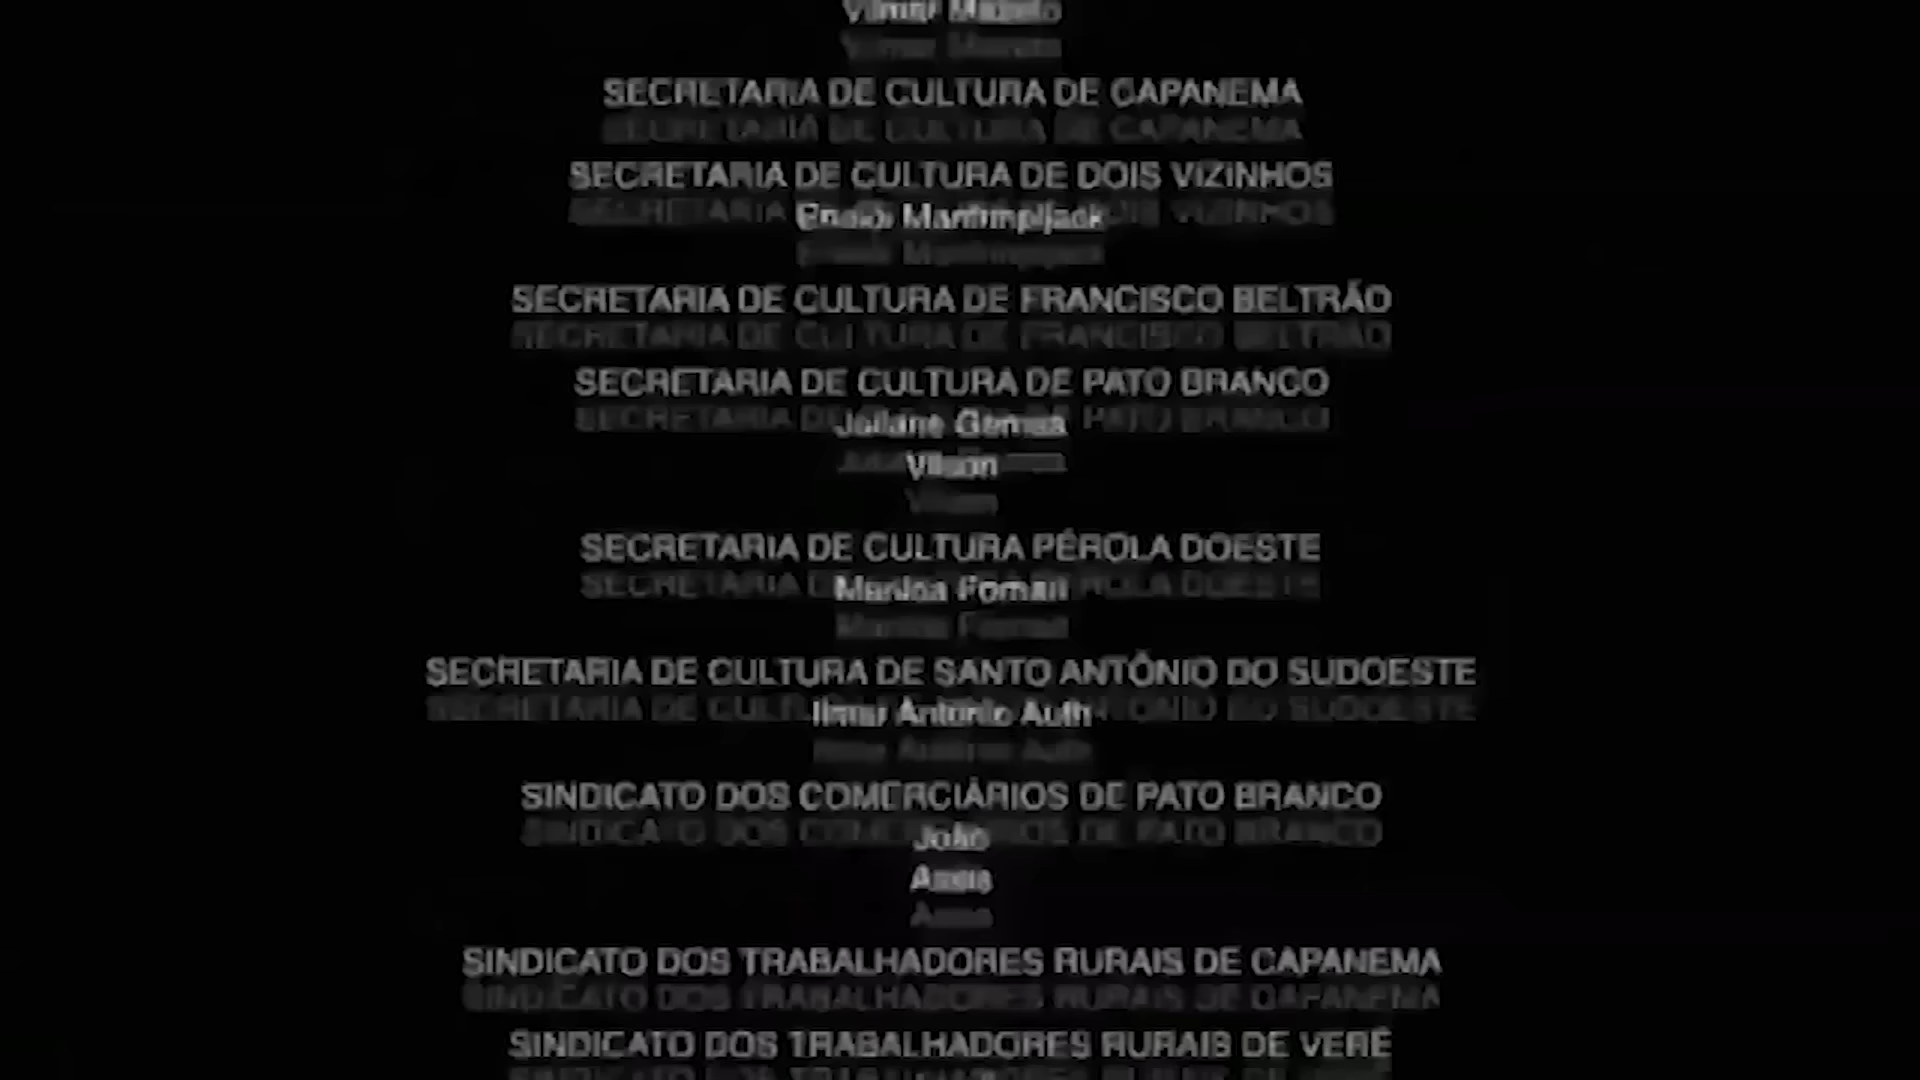 Vilmar
SECRETARIA DE CULTURA DE CAPANEMA
SECRETARIA DE CULTURA DE DOIS VIZINHOS
SECRETARIA DE CULTURA DE FRANCISCO BELTRÃO
SECRETARIA DE CULTURA DE PATO BRANCO
Vilson
SECRETARIA DE CULTURA PÉROLA DOESTE
SECRETARIA DE CULTURA DE SANTO ANTÔNIO DO SUDOESTE
Antonio Auth
SINDICATO DOS COMERCIÁRIOS DE PATO BRANCO
João
SINDICATO DOS TRABALHADORES RURAIS DE CAPANEMA
SINDICATO DOS TRABALHADORES RURAIS DE VERÊ